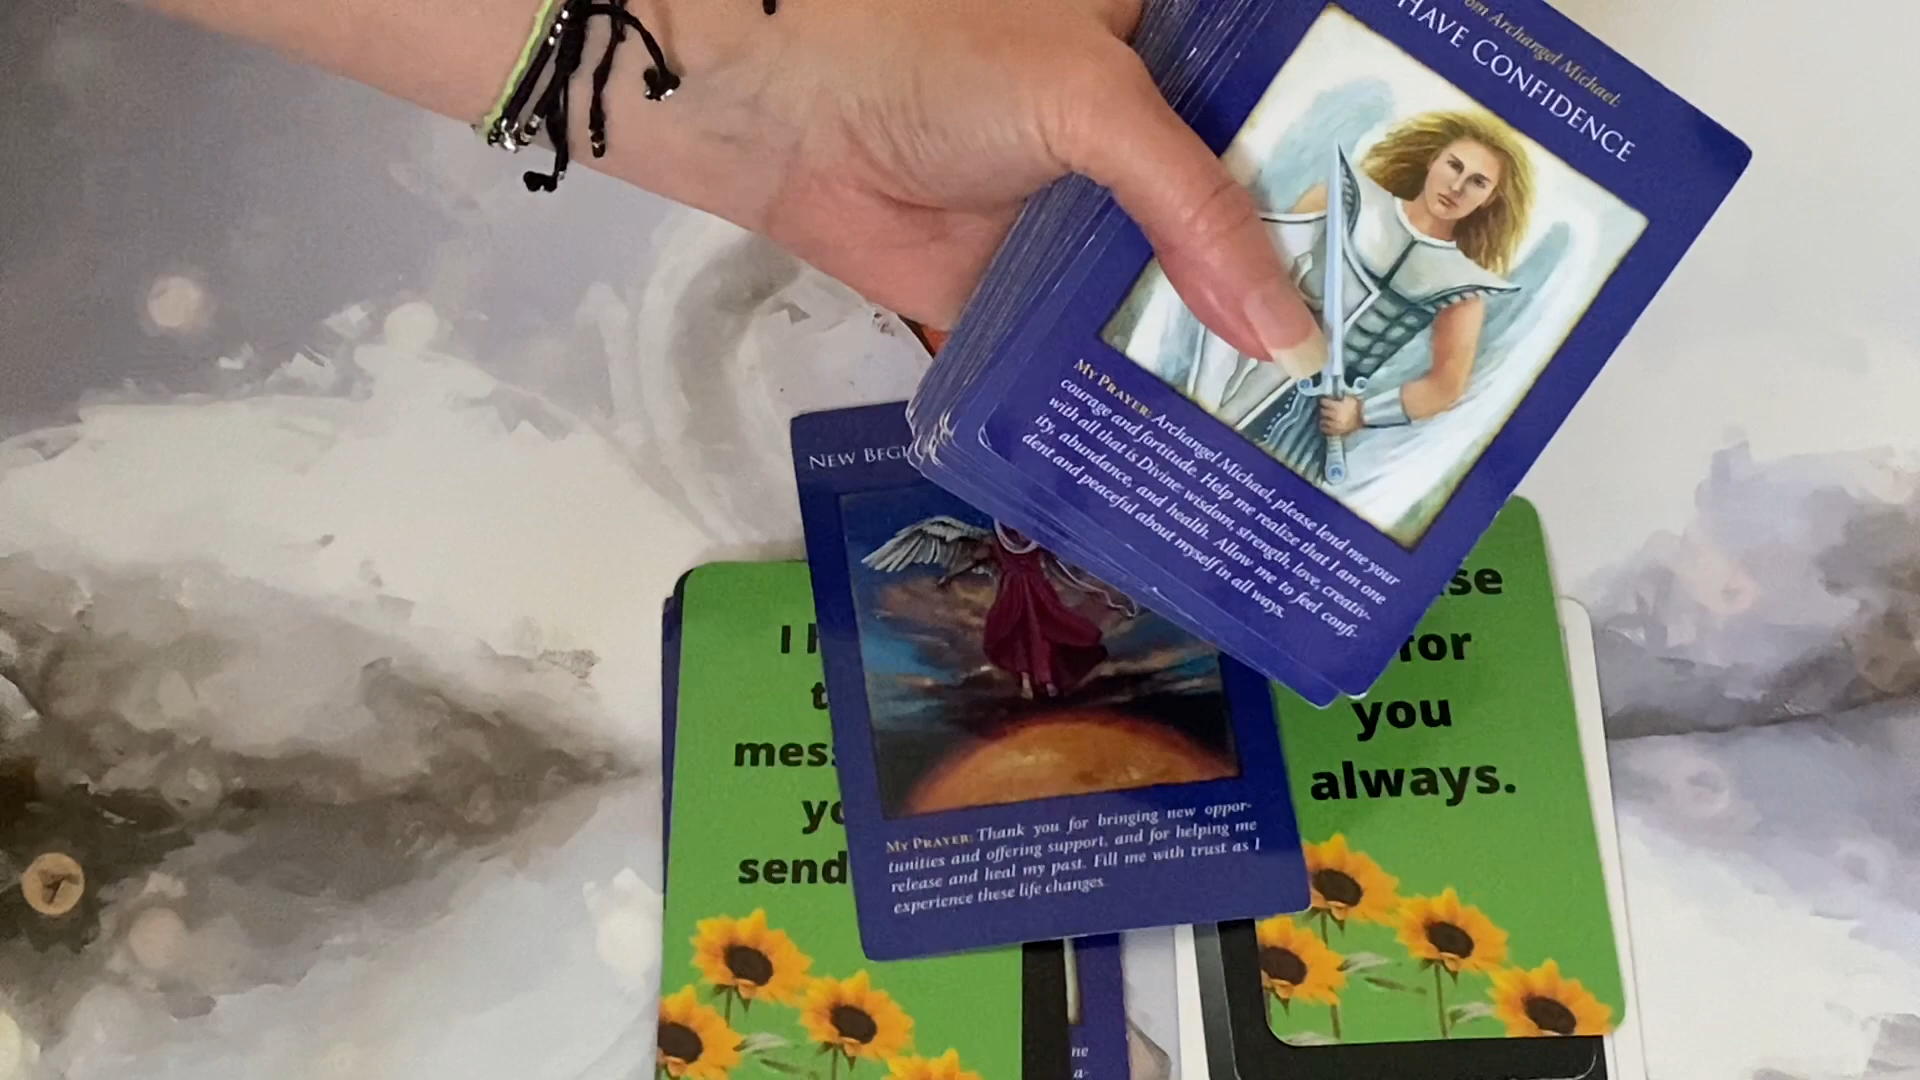 om Archangel Michael:
HAVE CONFIDENCE
MY PRAYER: Archangel Michael, please lend me your
courage and fortitude. Help me realize that I am one
with all that is Divine: wisdom, strength, love, creativ-
ity, abundance, and health. Allow me to feel confi-
dent and peaceful about myself in all ways.
NEW BEGI
MY PRAYER: Thank you for bringing new oppor-
tunities and offering support, and for helping me
release and heal my past. Fill me with trust as I
experience these life changes.
I
t
mess
yo
send
se
for
you
always.
ne
a-